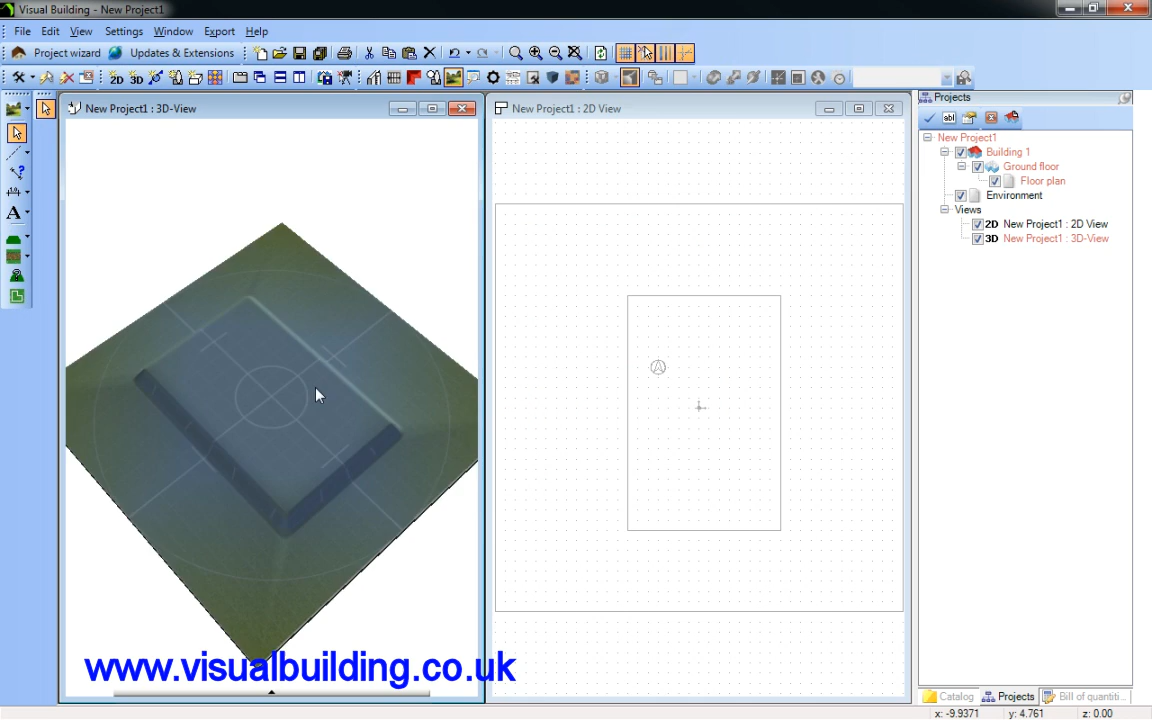 Visual Building - New Project1
File Edit View Settings Window Export Help
Project wizard Updates & Extensions
2D 3D
New Project1 : 3D-View
New Project1 : 2D View
Projects
abl
New Project1
Building 1
Ground floor
Floor plan
Environment
Views
2D New Project1 : 2D View
3D New Project1 : 3D-View
A
www.visualbuilding.co.uk
Catalog Projects Bill of quantiti...
x: -9.9371 y: 4.761 z: 0.00